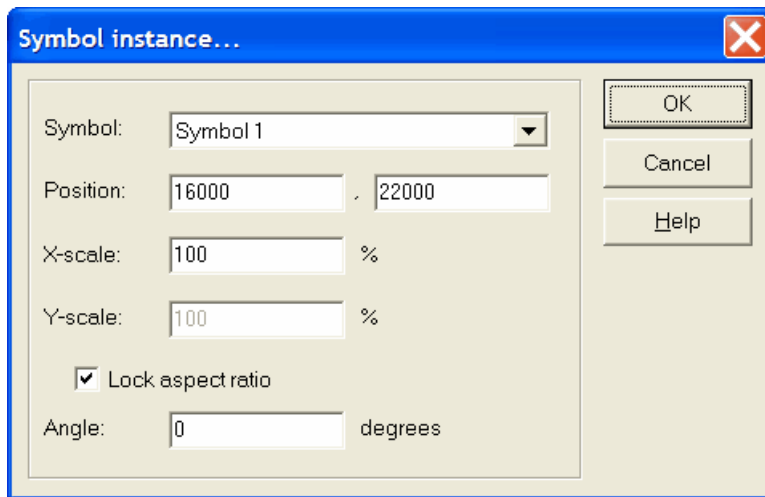 Symbol instance...
Symbol: Symbol 1
OK
Position: 16000 , 22000
Cancel
X-scale: 100 %
Help
Y-scale: 100 %
Lock aspect ratio
Angle: 0 degrees